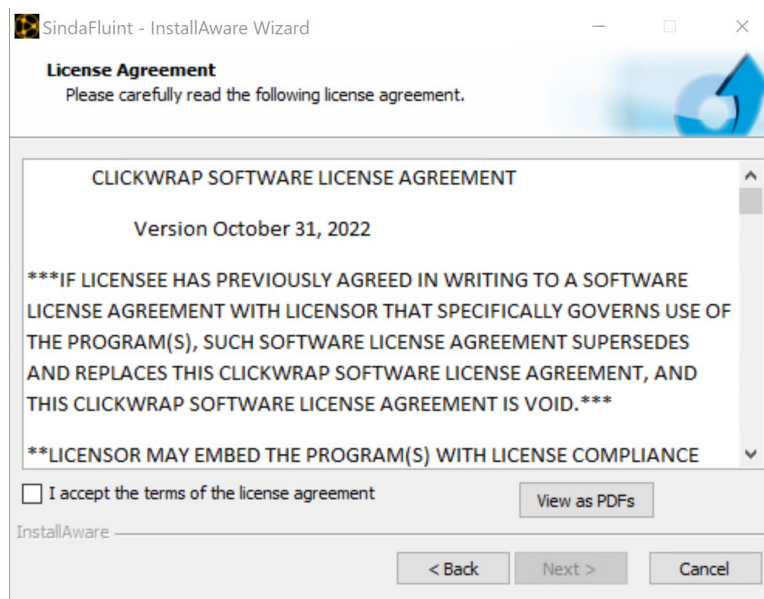 SindaFluint - InstallAware Wizard
License Agreement
Please carefully read the following license agreement.
CLICKWRAP SOFTWARE LICENSE AGREEMENT
Version October 31, 2022
***IF LICENSEE HAS PREVIOUSLY AGREED IN WRITING TO A SOFTWARE
LICENSE AGREEMENT WITH LICENSOR THAT SPECIFICALLY GOVERNS USE OF
THE PROGRAM(S), SUCH SOFTWARE LICENSE AGREEMENT SUPERSEDES
AND REPLACES THIS CLICKWRAP SOFTWARE LICENSE AGREEMENT, AND
THIS CLICKWRAP SOFTWARE LICENSE AGREEMENT IS VOID.***
**LICENSOR MAY EMBED THE PROGRAM(S) WITH LICENSE COMPLIANCE
I accept the terms of the license agreement
View as PDFs
InstallAware
< Back
Next >
Cancel